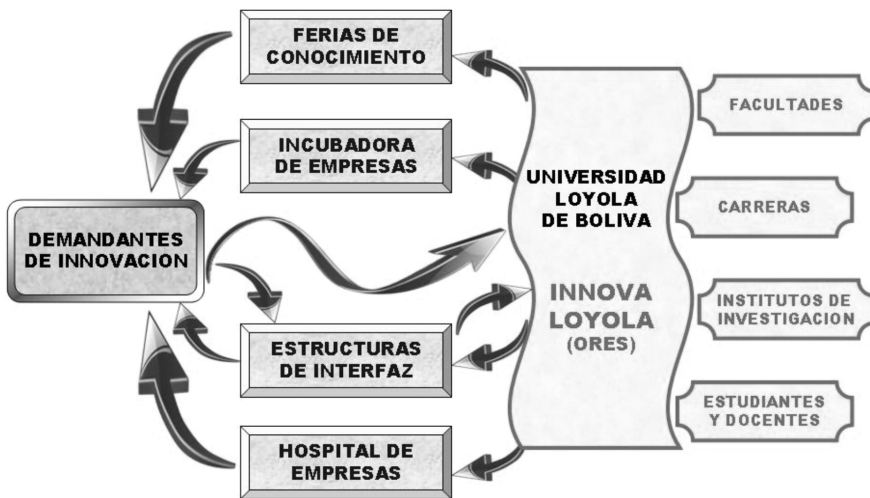 FERIAS DE
CONOCIMIENTO
INCUBADORA
DE EMPRESAS
DEMANDANTES
DE INNOVACION
ESTRUCTURAS
DE INTERFAZ
HOSPITAL DE
EMPRESAS
UNIVERSIDAD
LOYOLA
DE BOLIVA
INNOVA
LOYOLA
(ORES)
FACULTADES
CARRERAS
INSTITUTOS DE
INVESTIGACION
ESTUDIANTES
Y DOCENTES